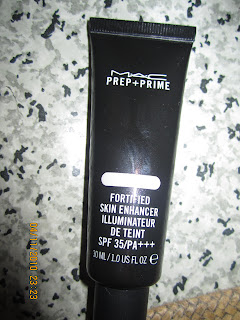 MAC
PREP+PRIME
FORTIFIED
SKIN ENHANCER
ILLUMINATEUR
DE TEINT
SPF 35/PA+++
30 ML/1.0 US FL OZ ℮